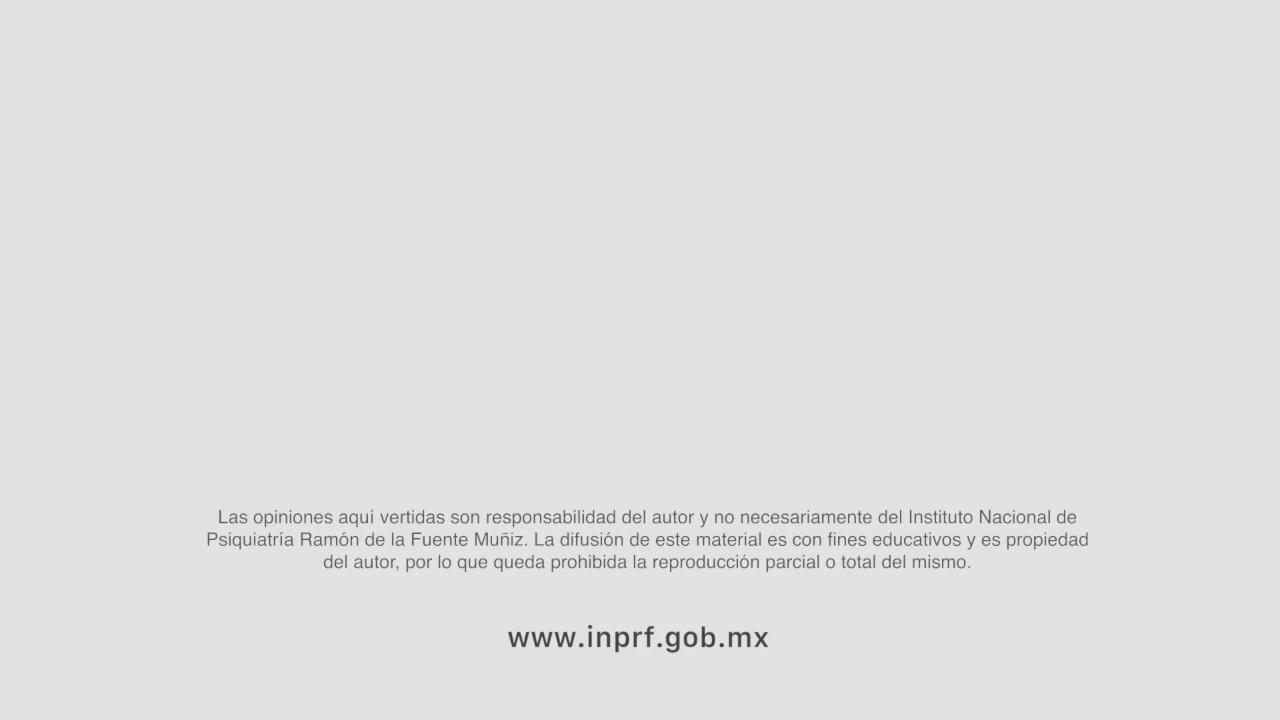 Las opiniones aquí vertidas son responsabilidad del autor y no necesariamente del Instituto Nacional de
Psiquiatría Ramón de la Fuente Muñiz. La difusión de este material es con fines educativos y es propiedad
del autor, por lo que queda prohibida la reproducción parcial o total del mismo.
www.inprf.gob.mx